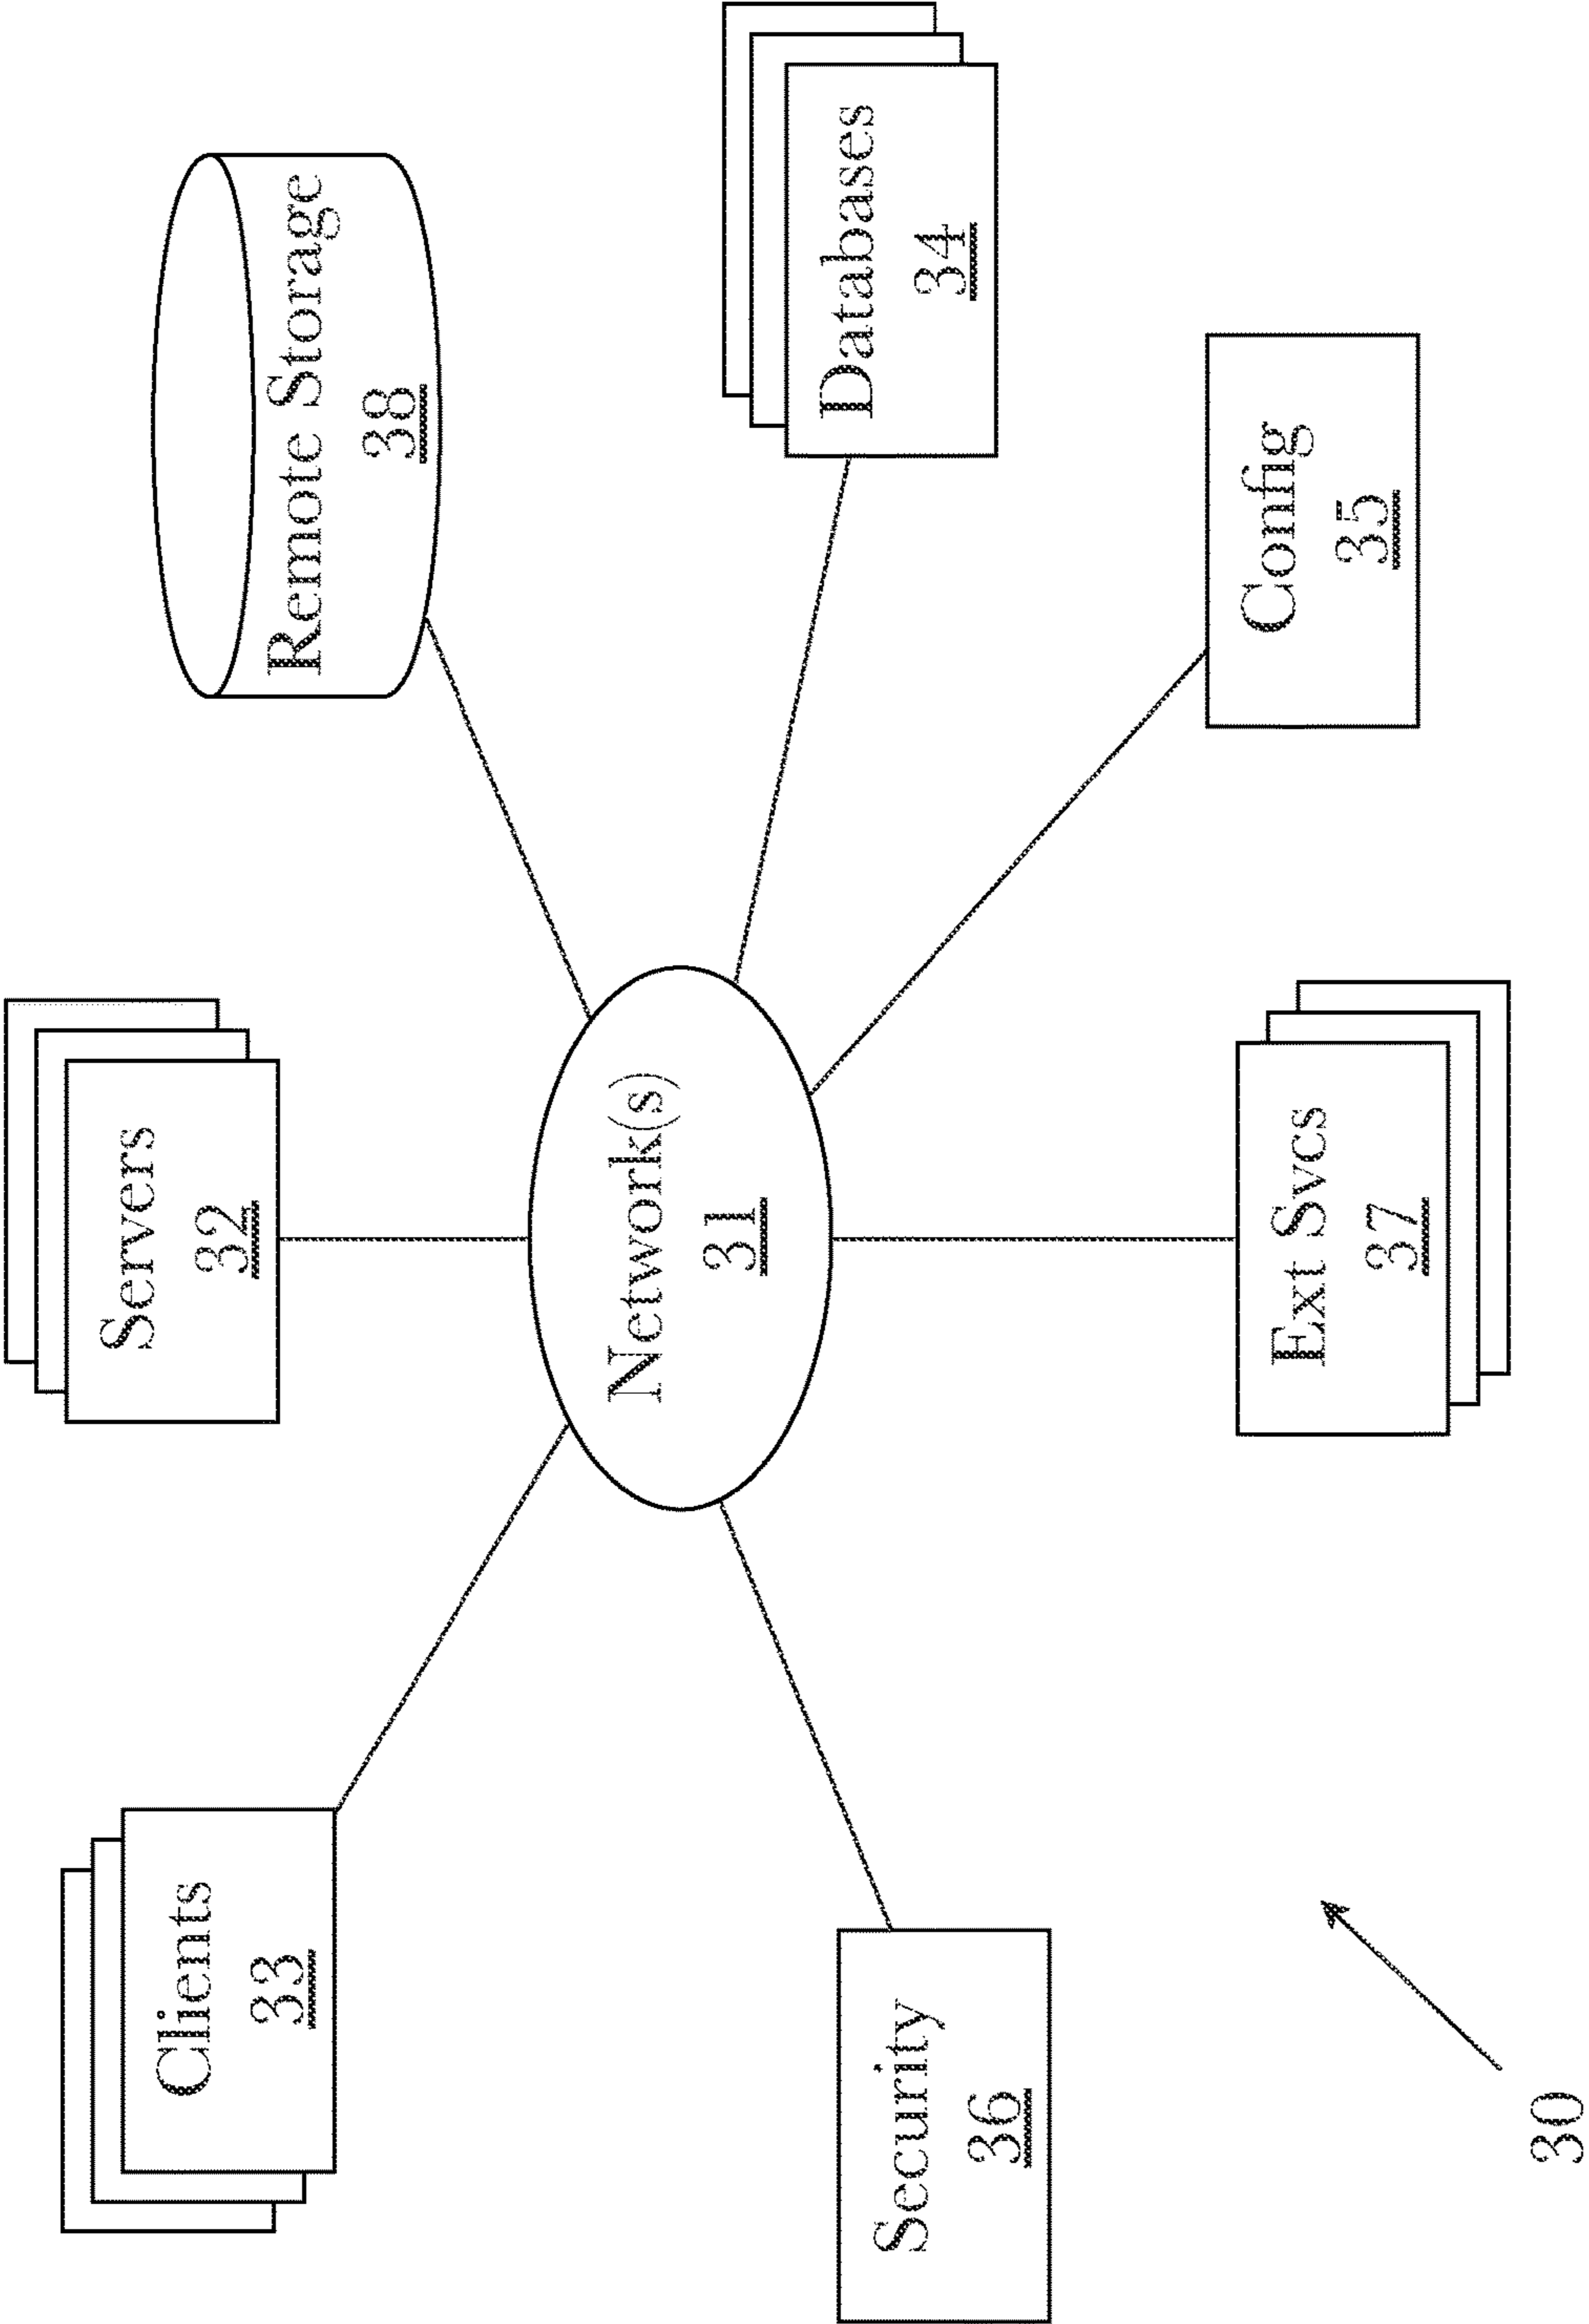 Servers
32
Clients
33
Remote Storage
38
Network(s)
31
Databases
34
Security
36
Ext Svcs
37
Config
35
30